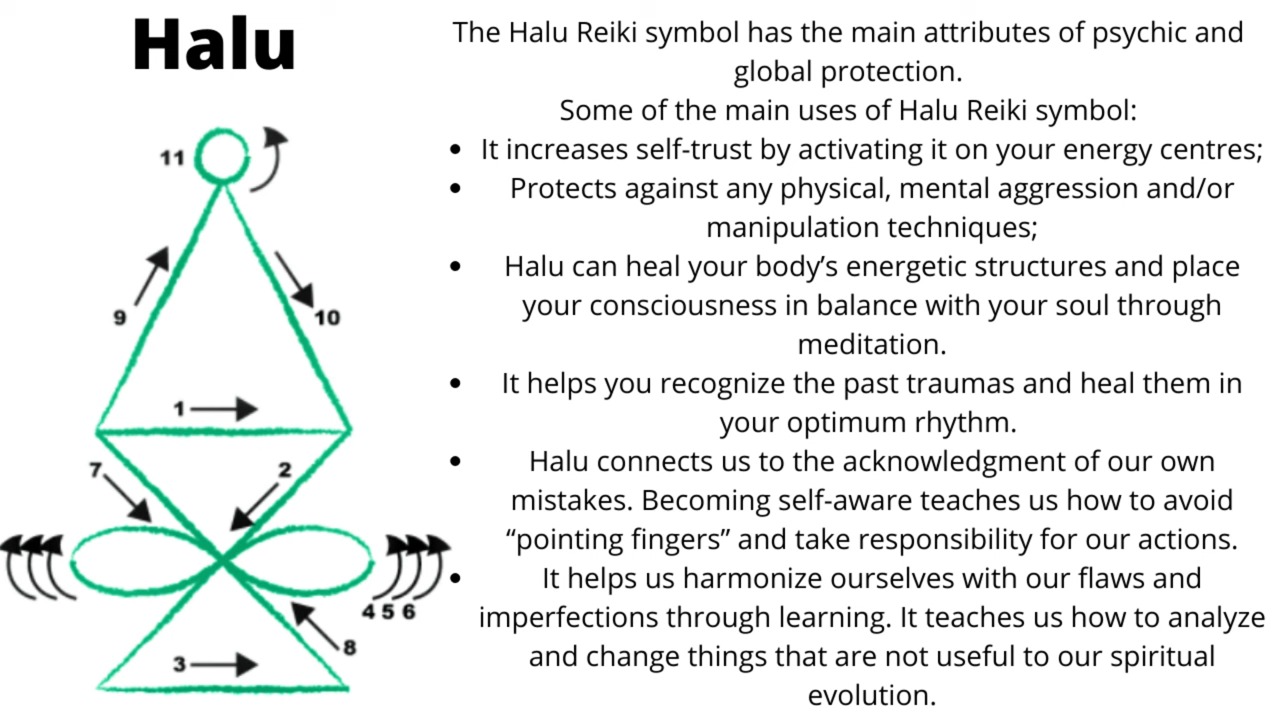 Halu
11
9
10
1
7
2
4 5 6
8
3
The Halu Reiki symbol has the main attributes of psychic and
global protection.
Some of the main uses of Halu Reiki symbol:
• It increases self-trust by activating it on your energy centres;
• Protects against any physical, mental aggression and/or
manipulation techniques;
• Halu can heal your body’s energetic structures and place
your consciousness in balance with your soul through
meditation.
• It helps you recognize the past traumas and heal them in
your optimum rhythm.
• Halu connects us to the acknowledgment of our own
mistakes. Becoming self-aware teaches us how to avoid
“pointing fingers” and take responsibility for our actions.
• It helps us harmonize ourselves with our flaws and
imperfections through learning. It teaches us how to analyze
and change things that are not useful to our spiritual
evolution.